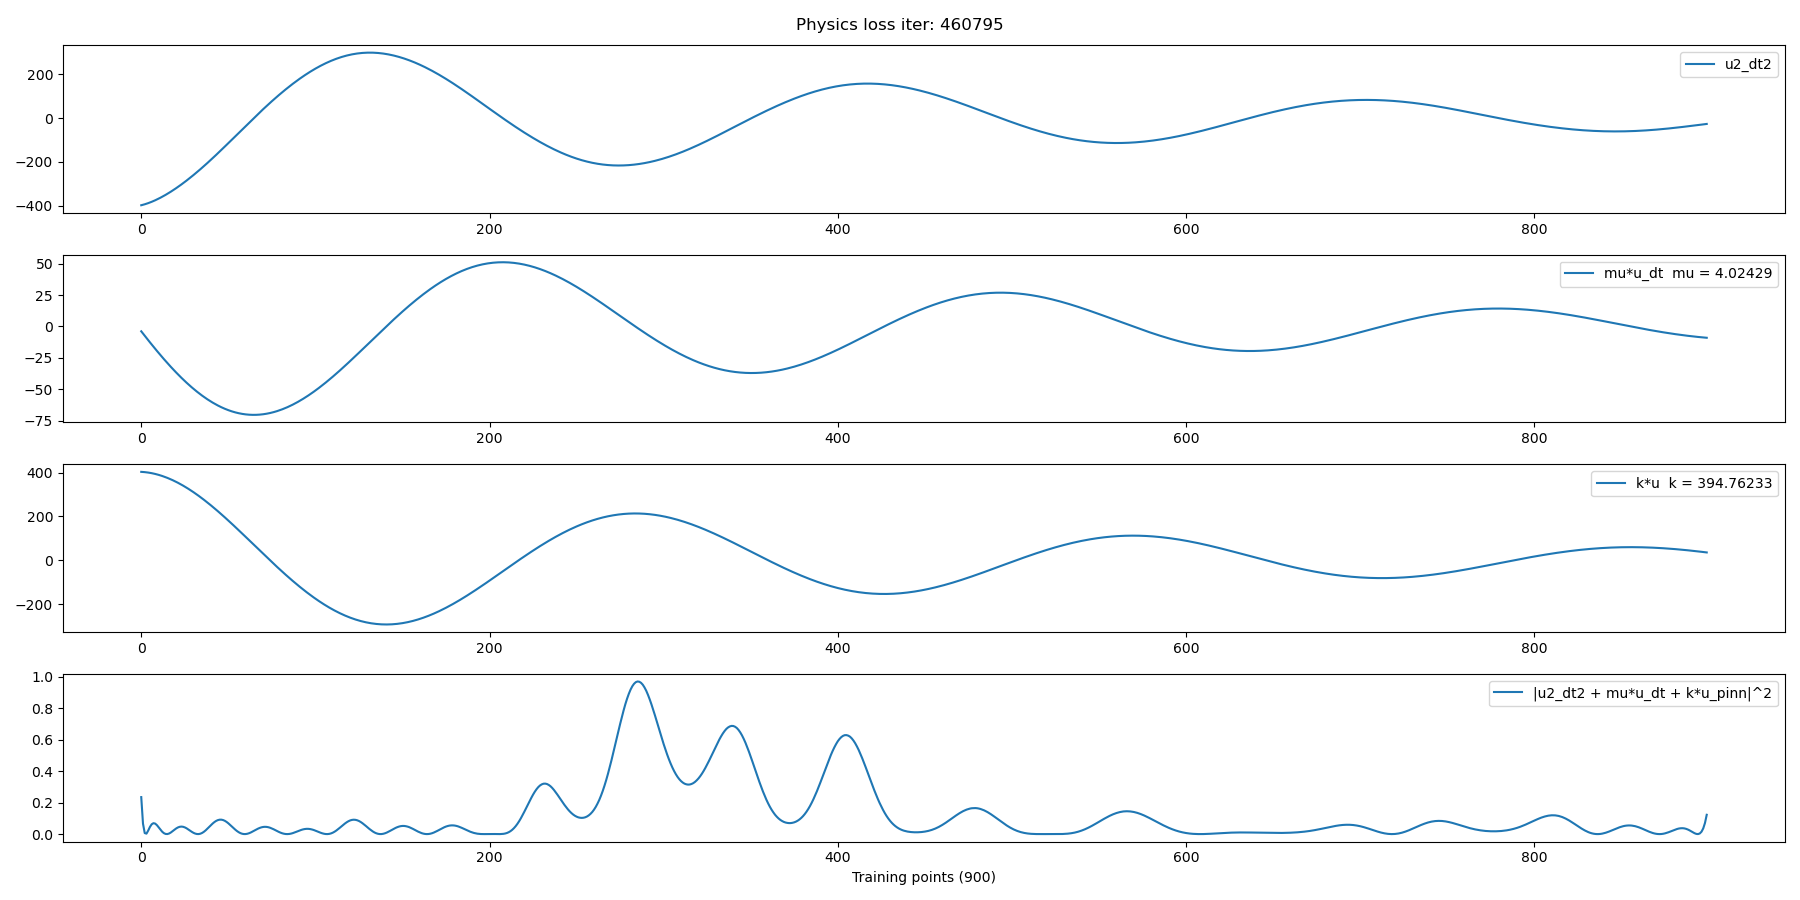 Physics loss iter: 460795
200
0
−200
−400
u2_dt2
0 200 400 600 800
50
25
0
−25
−50
−75
mu*u_dt  mu = 4.02429
0 200 400 600 800
400
200
0
−200
k*u  k = 394.76233
0 200 400 600 800
1.0
0.8
0.6
0.4
0.2
0.0
|u2_dt2 + mu*u_dt + k*u_pinn|^2
0 200 400 600 800
Training points (900)